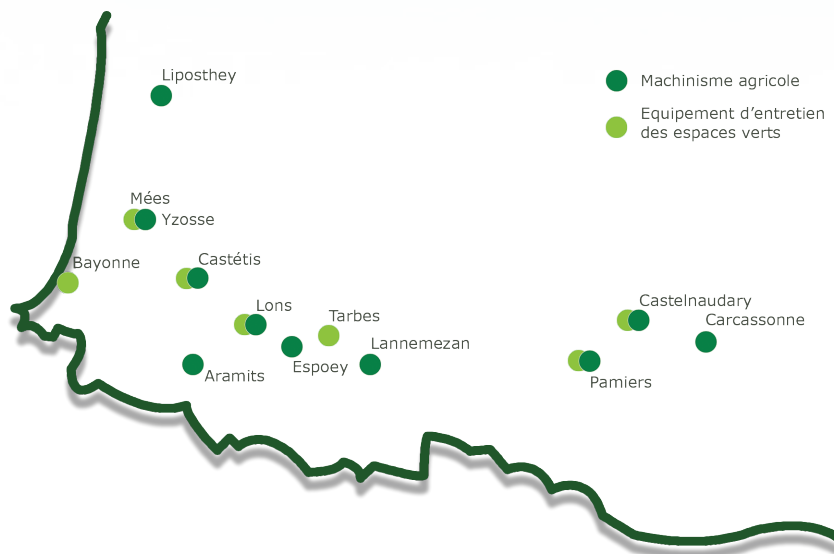 Liposthey
Machinisme agricole
Equipement d’entretien
des espaces verts
Mées
Yzosse
Bayonne
Castétis
Lons
Tarbes
Castelnaudary
Carcassonne
Lannemezan
Espoey
Aramits
Pamiers